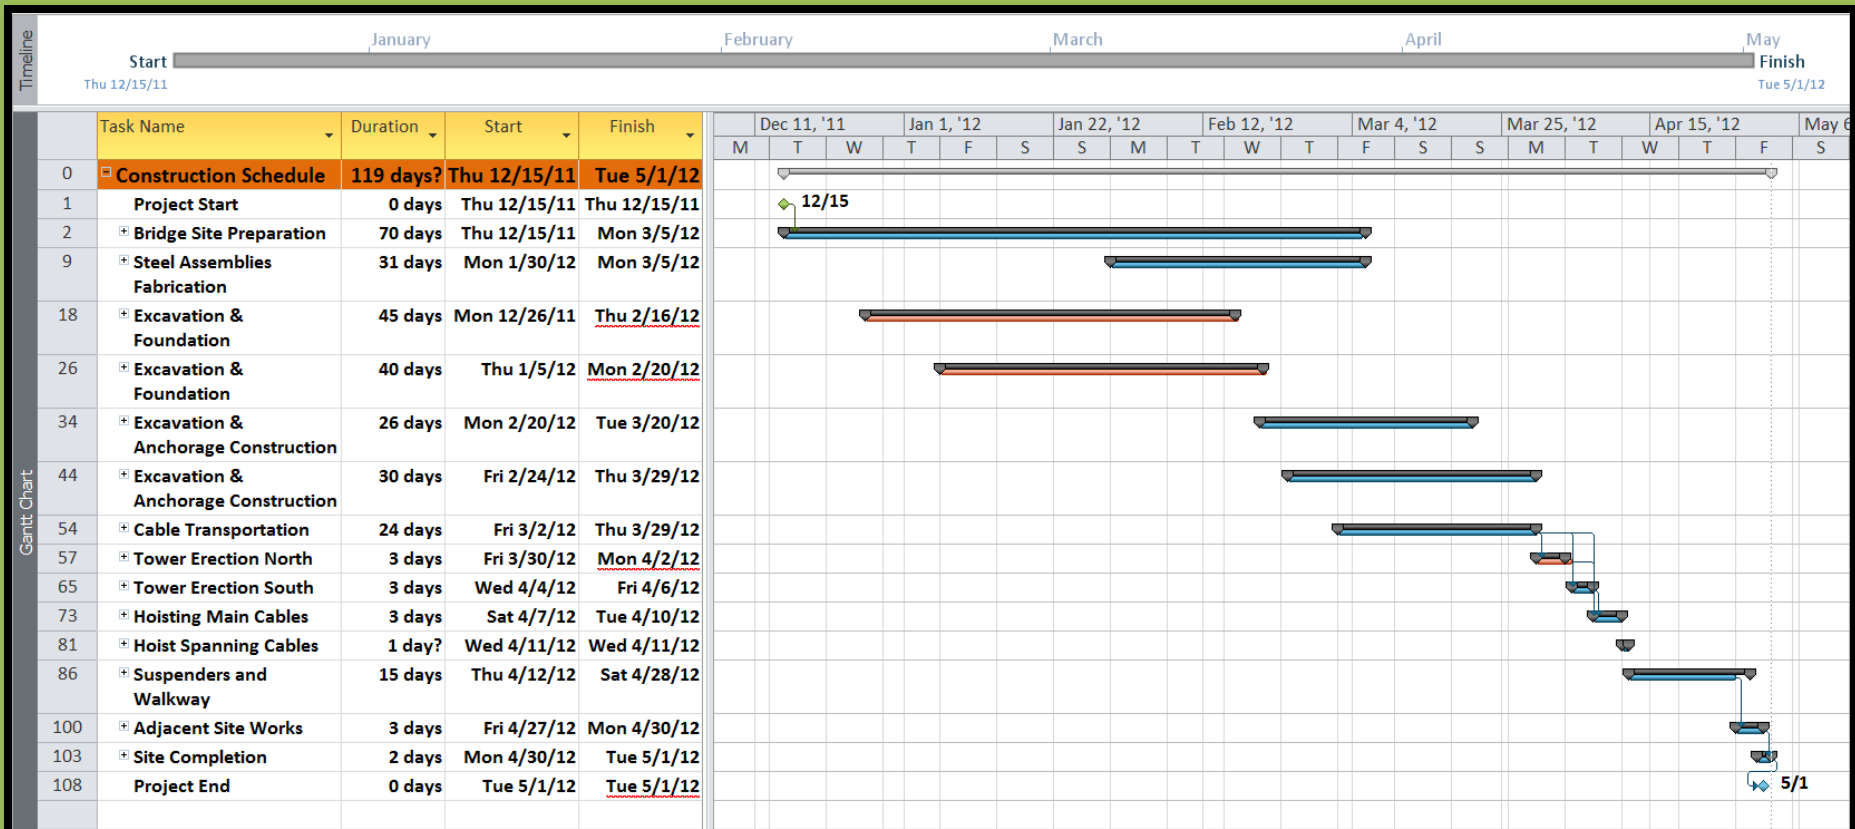 Timeline
January February March April May
Start Finish
Thu 12/15/11 Tue 5/1/12
Gantt Chart
Task Name Duration Start Finish Dec 11, '11 Jan 1, '12 Jan 22, '12 Feb 12, '12 Mar 4, '12 Mar 25, '12 Apr 15, '12 May 6
M T W T F S S M T W T F S S M T W T F S
0 Construction Schedule 119 days? Thu 12/15/11 Tue 5/1/12
1 Project Start 0 days Thu 12/15/11 Thu 12/15/11 12/15
2 Bridge Site Preparation 70 days Thu 12/15/11 Mon 3/5/12
9 Steel Assemblies 31 days Mon 1/30/12 Mon 3/5/12
Fabrication
18 Excavation & 45 days Mon 12/26/11 Thu 2/16/12
Foundation
26 Excavation & 40 days Thu 1/5/12 Mon 2/20/12
Foundation
34 Excavation & 26 days Mon 2/20/12 Tue 3/20/12
Anchorage Construction
44 Excavation & 30 days Fri 2/24/12 Thu 3/29/12
Anchorage Construction
54 Cable Transportation 24 days Fri 3/2/12 Thu 3/29/12
57 Tower Erection North 3 days Fri 3/30/12 Mon 4/2/12
65 Tower Erection South 3 days Wed 4/4/12 Fri 4/6/12
73 Hoisting Main Cables 3 days Sat 4/7/12 Tue 4/10/12
81 Hoist Spanning Cables 1 day? Wed 4/11/12 Wed 4/11/12
86 Suspenders and 15 days Thu 4/12/12 Sat 4/28/12
Walkway
100 Adjacent Site Works 3 days Fri 4/27/12 Mon 4/30/12
103 Site Completion 2 days Mon 4/30/12 Tue 5/1/12
108 Project End 0 days Tue 5/1/12 Tue 5/1/12 5/1